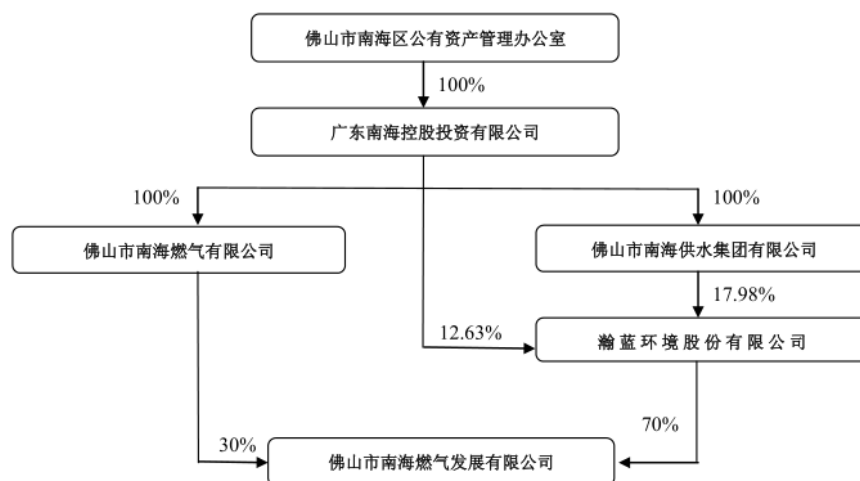 佛山市南海区公有资产管理办公室
100%
广东南海控股投资有限公司
100%
100%
佛山市南海燃气有限公司
佛山市南海供水集团有限公司
17.98%
12.63%
瀚蓝环境股份有限公司
30%
70%
佛山市南海燃气发展有限公司